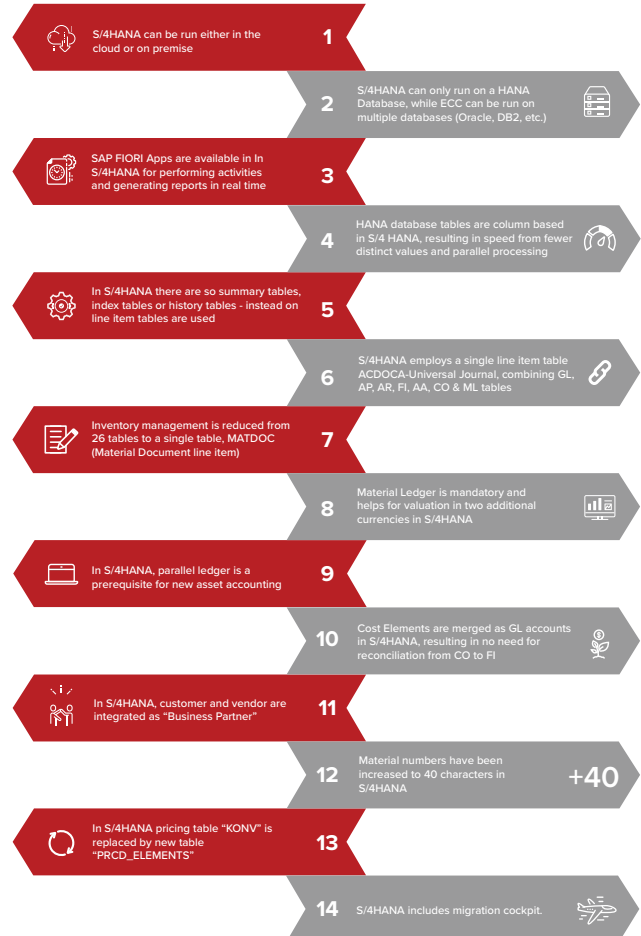 S/4HANA can be run either in the
cloud or on premise
1
2
S/4HANA can only run on a HANA
Database, while ECC can be run on
multiple databases (Oracle, DB2, etc.)
SAP FIORI Apps are available in In
S/4HANA for performing activities
and generating reports in real time
3
4
HANA database tables are column based
in S/4 HANA, resulting in speed from fewer
distinct values and parallel processing
In S/4HANA there are so summary tables,
index tables or history tables - instead on
line item tables are used
5
6
S/4HANA employs a single line item table
ACDOCA-Universal Journal, combining GL,
AP, AR, FI, AA, CO & ML tables
Inventory management is reduced from
26 tables to a single table, MATDOC
(Material Document line item)
7
8
Material Ledger is mandatory and
helps for valuation in two additional
currencies in S/4HANA
In S/4HANA, parallel ledger is a
prerequisite for new asset accounting
9
10
Cost Elements are merged as GL accounts
in S/4HANA, resulting in no need for
reconciliation from CO to FI
In S/4HANA, customer and vendor are
integrated as “Business Partner”
11
12
Material numbers have been
increased to 40 characters in
S/4HANA
+40
In S/4HANA pricing table “KONV” is
replaced by new table
“PRCD_ELEMENTS”
13
14
S/4HANA includes migration cockpit.